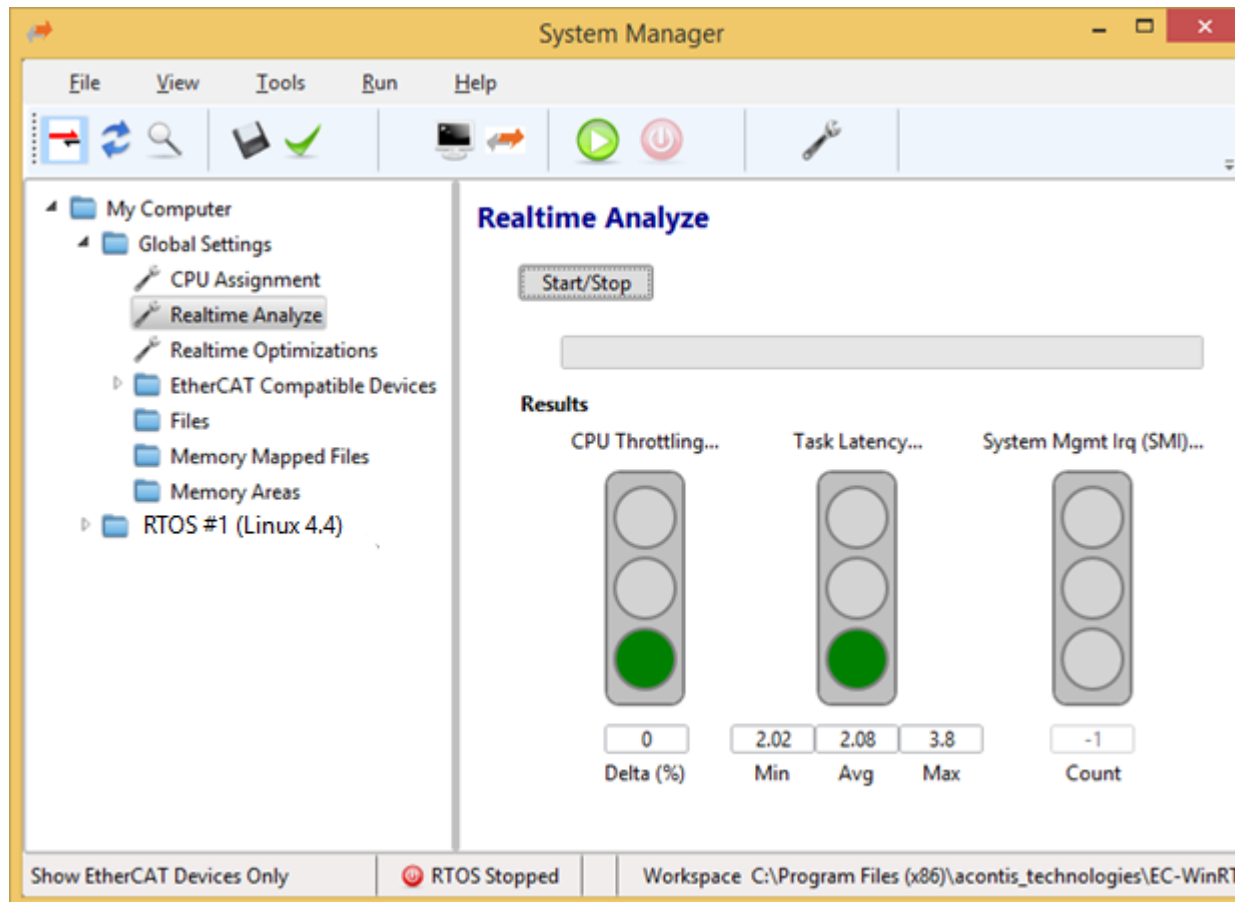 System Manager
File View Tools Run Help
My Computer
Global Settings
CPU Assignment
Realtime Analyze
Realtime Optimizations
EtherCAT Compatible Devices
Files
Memory Mapped Files
Memory Areas
RTOS #1 (Linux 4.4)
Realtime Analyze
Start/Stop
Results
CPU Throttling... Task Latency... System Mgmt Irq (SMI)...
0 2.02 2.08 3.8 -1
Delta (%) Min Avg Max Count
Show EtherCAT Devices Only RTOS Stopped Workspace C:\Program Files (x86)\acontis_technologies\EC-WinRT